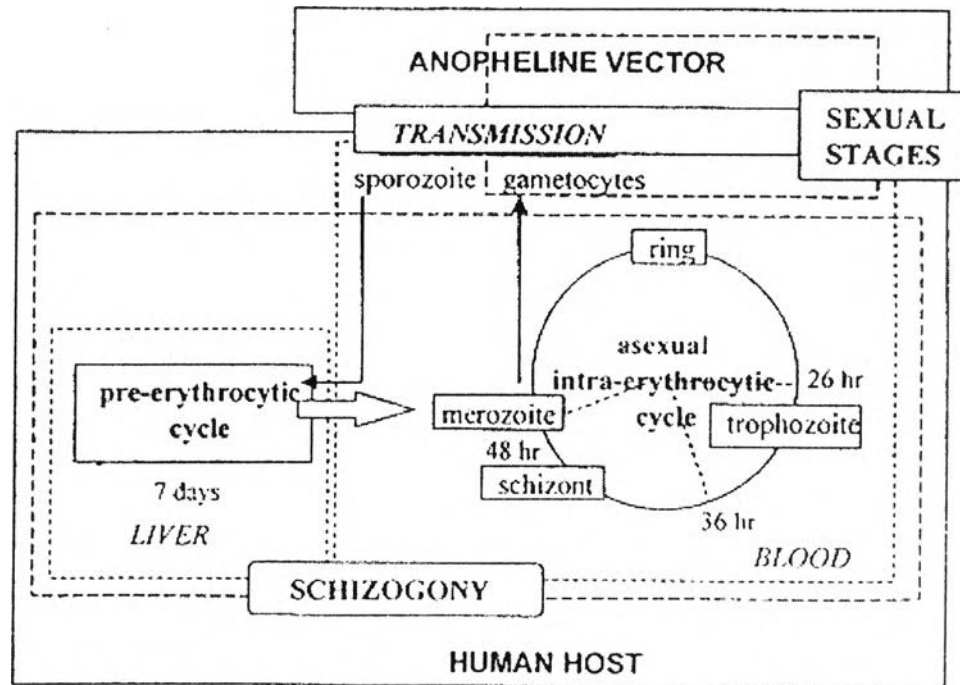 ANOPHELINE VECTOR
TRANSMISSION
SEXUAL
STAGES
sporozoite
gametocytes
ring
asexual
intra-erythrocytic
cycle
26 hr
trophozoite
merozoite
48 hr
schizont
36 hr
pre-erythrocytic
cycle
7 days
LIVER
BLOOD
SCHIZOGONY
HUMAN HOST